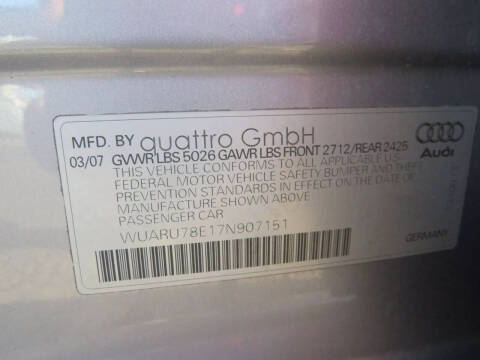 MFD. BY quattro GmbH
03/07 GVWR LBS 5026 GAWR LBS FRONT 2712/REAR 2425
THIS VEHICLE CONFORMS TO ALL APPLICABLE U.S.
FEDERAL MOTOR VEHICLE SAFETY BUMPER AND THEFT
PREVENTION STANDARDS IN EFFECT ON THE DATE OF
MANUFACTURE SHOWN ABOVE
PASSENGER CAR
WUARU78E17N907151
Audi
GERMANY